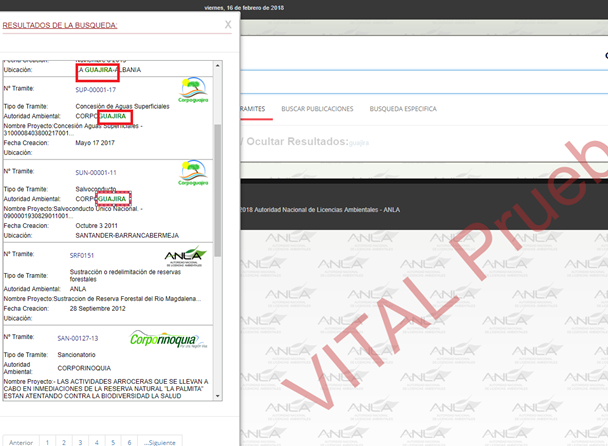 viernes, 16 de febrero de 2018
RESULTADOS DE LA BUSQUEDA:
X
Ubicación: LA GUAJIRA-ALBANIA
N° Tramite: SUP-00001-17
Corpoguajira
Tipo de Tramite: Concesión de Aguas Superficiales
Autoridad Ambiental: CORPOGUAJIRA
Nombre Proyecto:Concesión Aguas Superficiales -
3100008403800217001...
Fecha Creacion: Mayo 17 2017
Ubicación:
N° Tramite: SUN-00001-11
Corpoguajira
Tipo de Tramite: Salvoconducto
Autoridad Ambiental: CORPOGUAJIRA
Nombre Proyecto:Salvoconducto Unico Nacional. -
0900001930829011001...
Fecha Creacion: Octubre 3 2011
Ubicación: SANTANDER-BARRANCABERMEJA
N° Tramite: SRF0151
ANLA
Tipo de Tramite: Sustracción o redelimitación de reservas
forestales
Autoridad Ambiental: ANLA
Nombre Proyecto:Sustraccion de Reserva Forestal del Rio Magdalena...
Fecha Creacion: 28 Septiembre 2012
Ubicación:
N° Tramite: SAN-00127-13
Corporinoquia
Tipo de Tramite: Sancionatorio
Autoridad
Ambiental: CORPORINOQUIA
Nombre Proyecto:- LAS ACTIVIDADES ARROCERAS QUE SE LLEVAN A
CABO EN INMEDIACIONES DE LA RESERVA NATURAL "LA PALMITA"
ESTAN ATENTANDO CONTRA LA BIODIVERSIDAD LA SALUD
Anterior 1 2 3 4 5 6 ...Siguiente
RAMITES BUSCAR PUBLICACIONES BUSQUEDA ESPECIFICA
/ Ocultar Resultados:guajira
2018 Autoridad Nacional de Licencias Ambientales - ANLA
VITAL Prueb